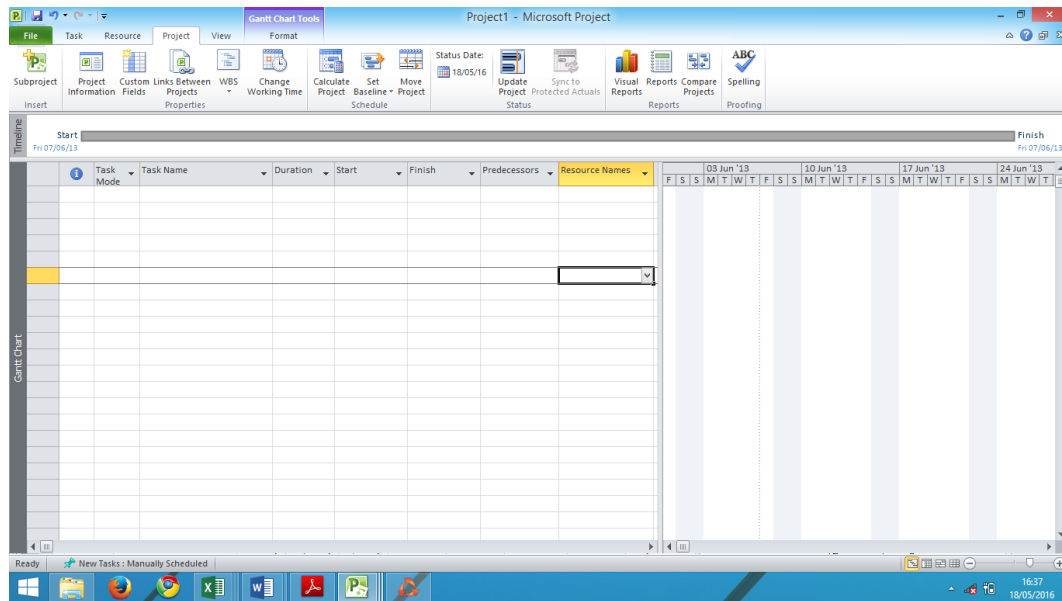 Gantt Chart Tools
Project1 - Microsoft Project
File Task Resource Project View Format
Subproject
Project Information
Custom Fields
Links Between Projects
WBS
Change Working Time
Calculate Project
Set Baseline
Move Project
Status Date:
18/05/16
Update Project
Sync to Protected Actuals
Visual Reports
Reports
Compare Projects
ABC
Spelling
Insert Properties Schedule Status Reports Proofing
Timeline
Start
Fri 07/06/13
Finish
Fri 07/06/13
Task Mode
Task Name
Duration
Start
Finish
Predecessors
Resource Names
03 Jun '13 10 Jun '13 17 Jun '13 24 Jun '13
F S S M T W T F S S M T W T F S S M T W T F S S M T W T
Gantt Chart
Ready New Tasks : Manually Scheduled
16:37
18/05/2016